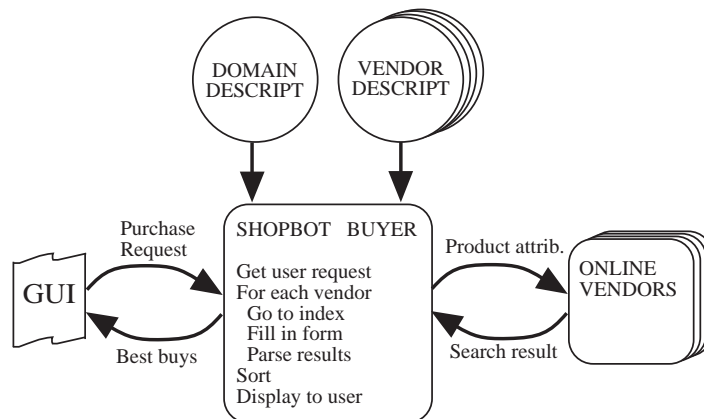 DOMAIN
DESCRIPT
VENDOR
DESCRIPT
Purchase
Request
GUI
Best buys
SHOPBOT BUYER
Get user request
For each vendor
Go to index
Fill in form
Parse results
Sort
Display to user
Product attrib.
Search result
ONLINE
VENDORS